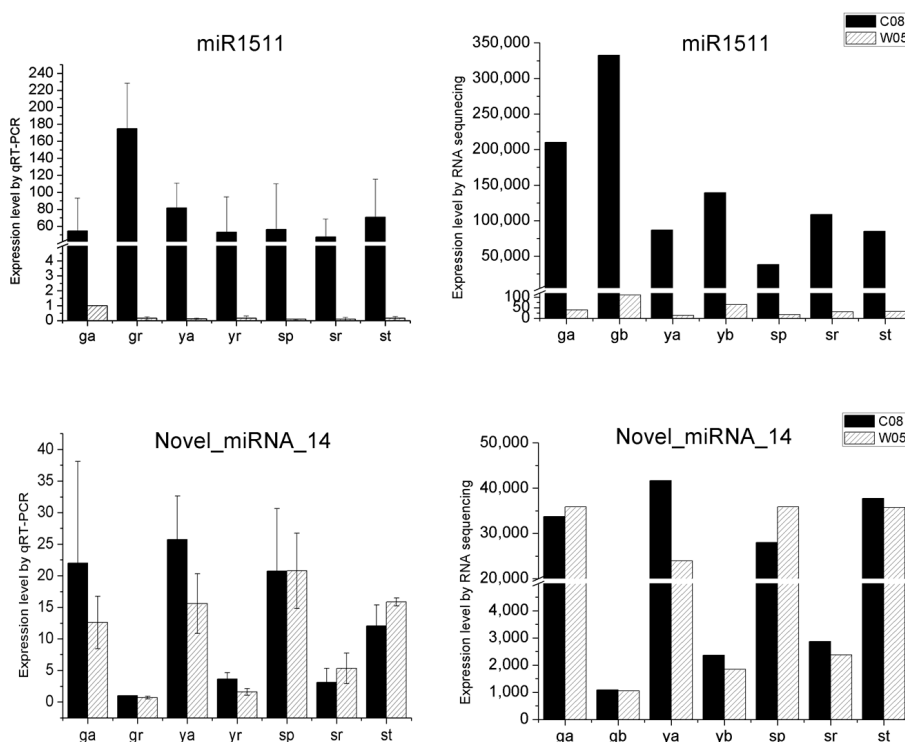 miR1511
Expression level by qRT-PCR
240
220
200
180
160
140
120
100
80
60
4
3
2
1
0
ga gr ya yr sp sr st
C08
W05
miR1511
Expression level by RNA sequnecing
350,000
300,000
250,000
200,000
150,000
100,000
50,000
100
50
0
ga gb ya yb sp sr st
Novel_miRNA_14
Expression level by qRT-PCR
40
35
30
25
20
15
10
5
0
ga gr ya yr sp sr st
C08
W05
Novel_miRNA_14
Expression level by RNA sequencing
50,000
40,000
30,000
20,000
4,000
3,000
2,000
1,000
0
ga gb ya yb sp sr st